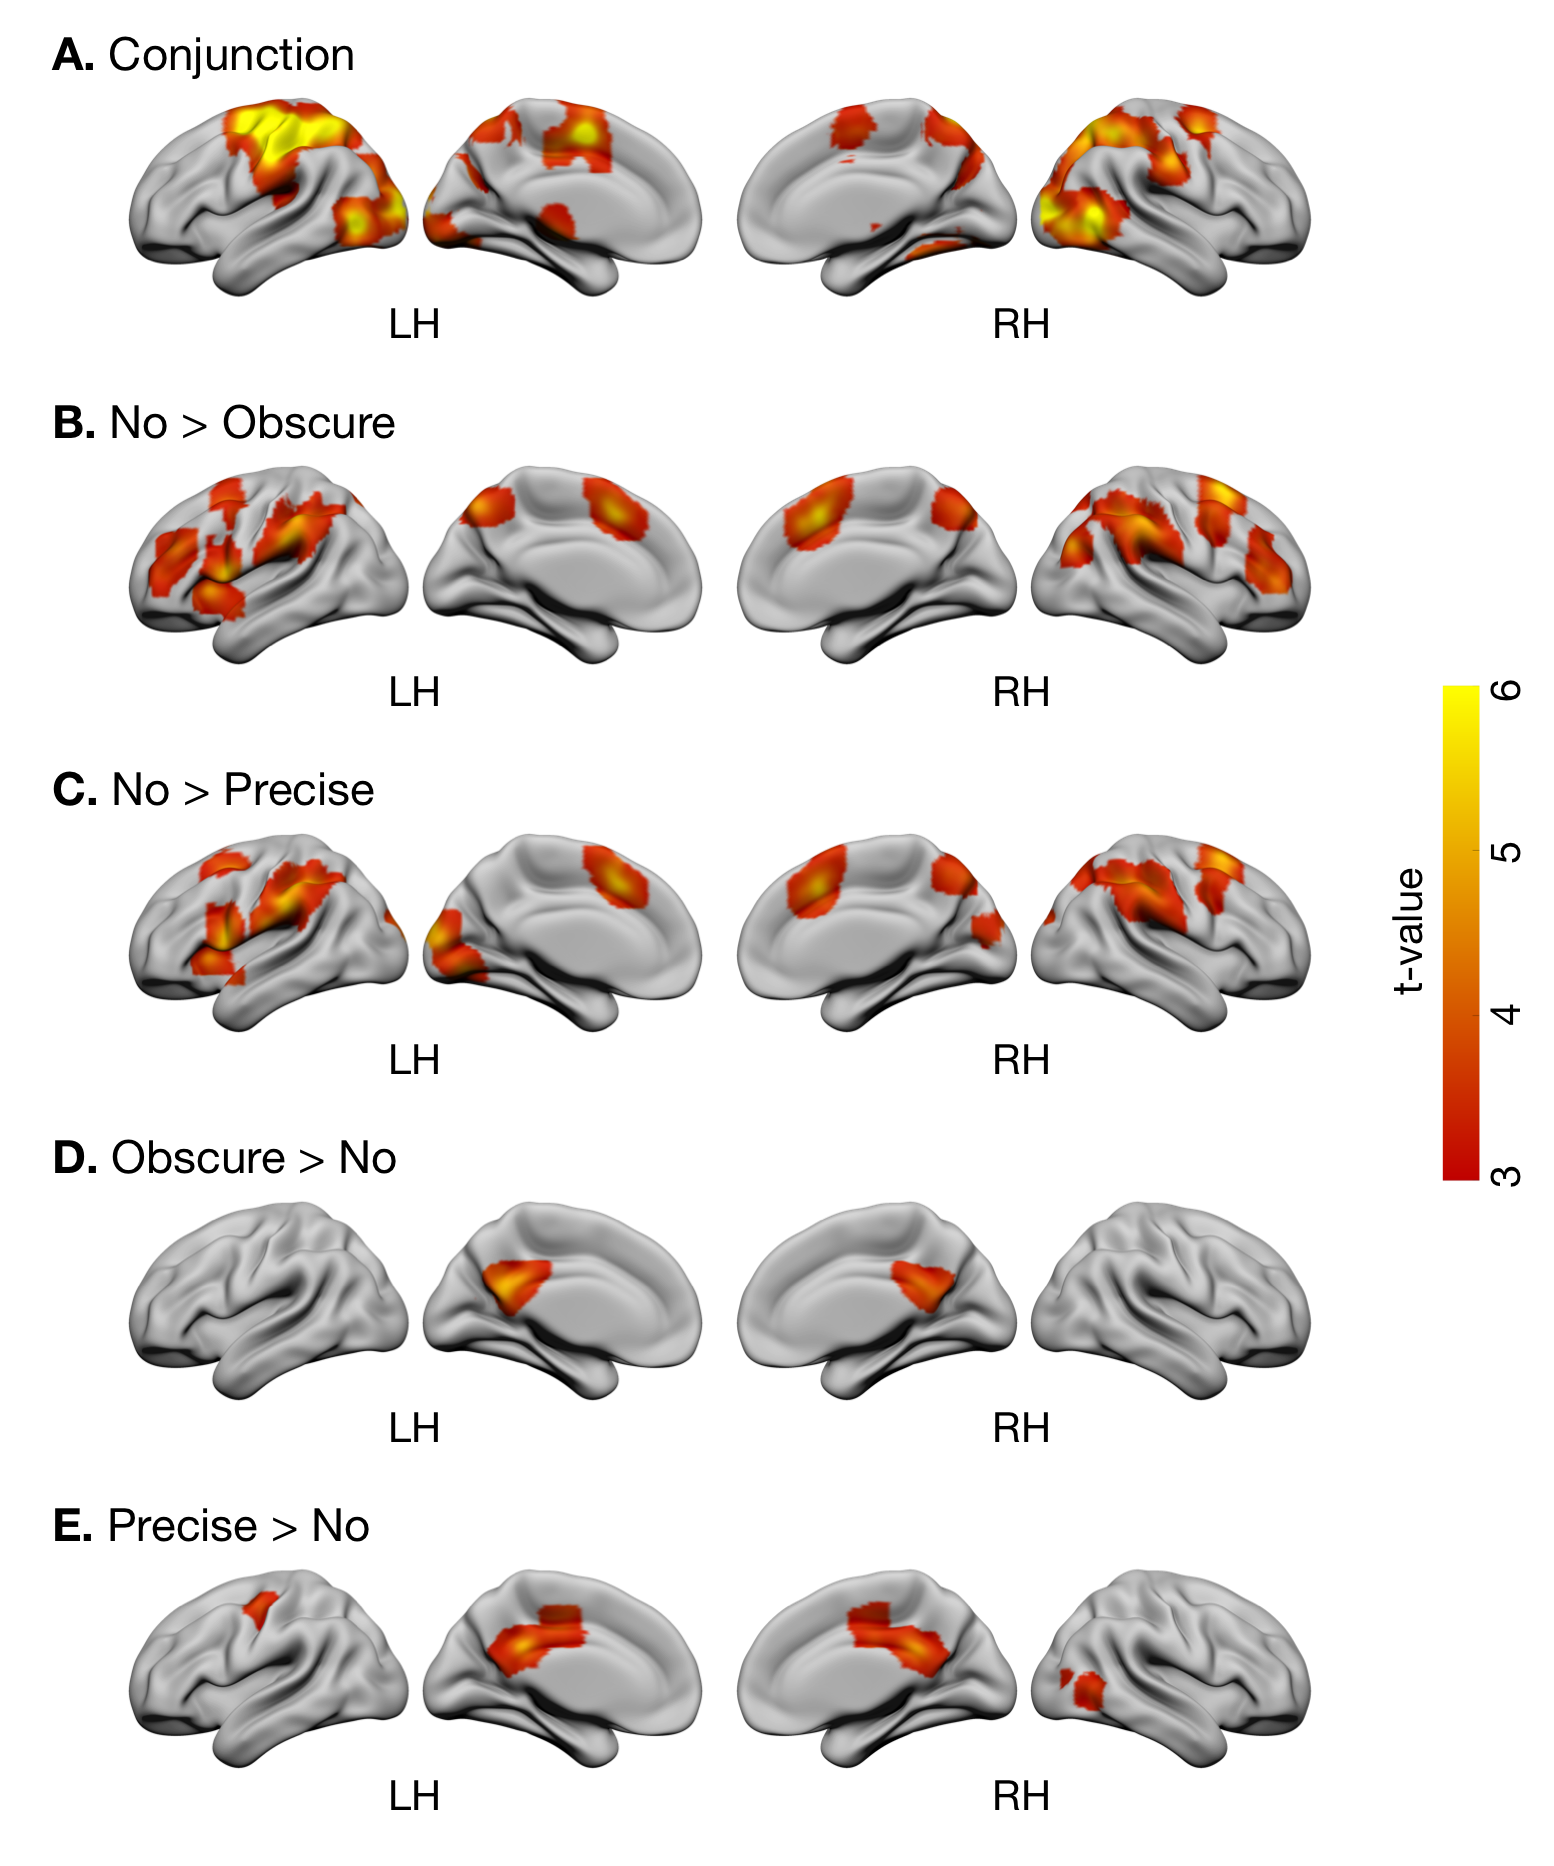 A. Conjunction
LH
RH
B. No > Obscure
LH
RH
C. No > Precise
LH
RH
D. Obscure > No
LH
RH
E. Precise > No
LH
RH
t-value
6
5
4
3